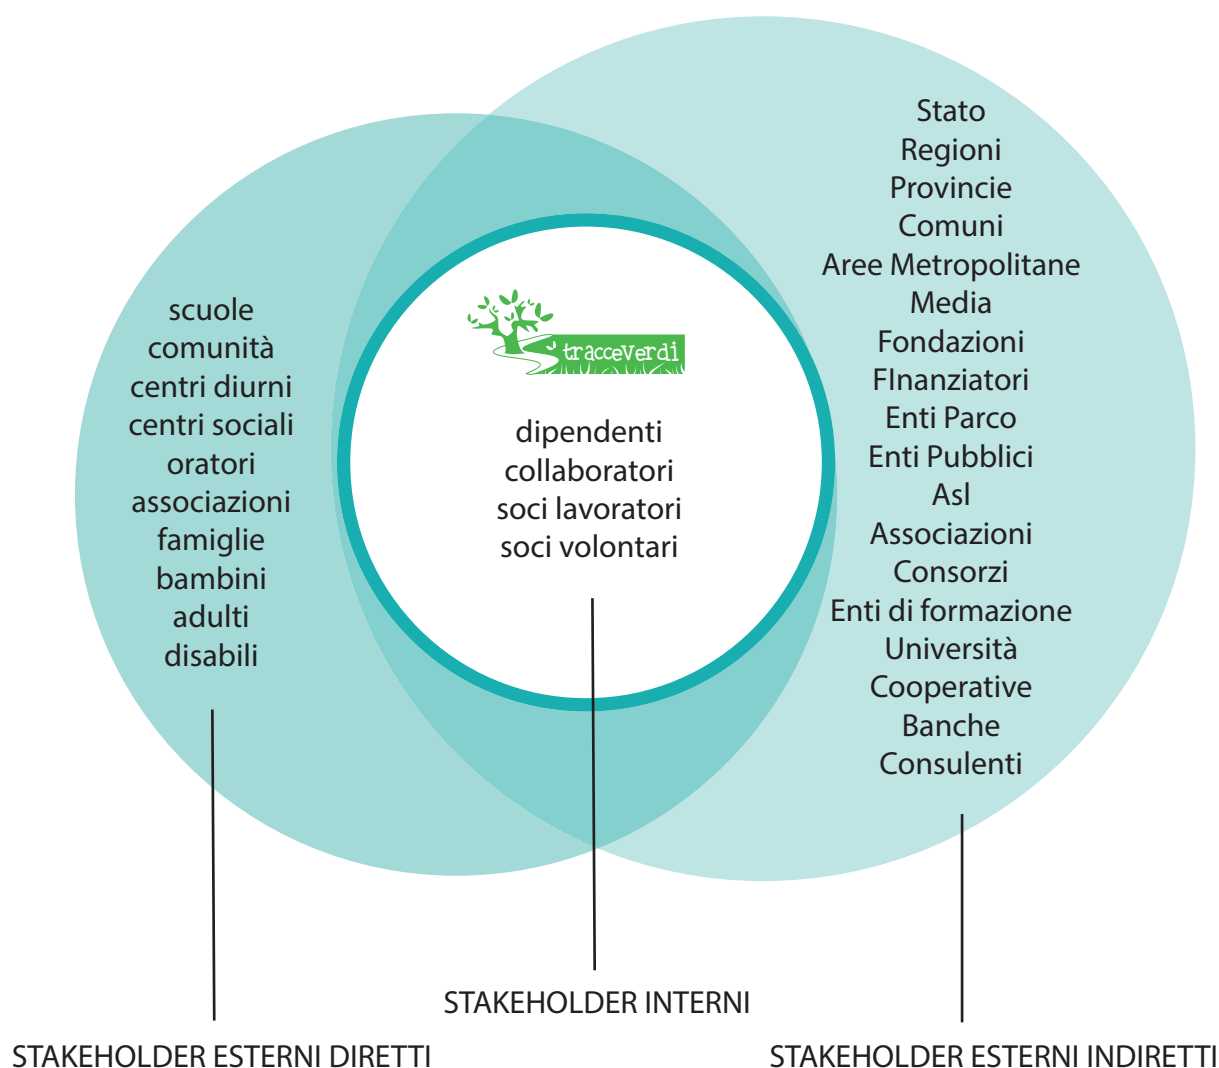 scuole
comunità
centri diurni
centri sociali
oratori
associazioni
famiglie
bambini
adulti
disabili
tracceverdi
dipendenti
collaboratori
soci lavoratori
soci volontari
Stato
Regioni
Provincie
Comuni
Aree Metropolitane
Media
Fondazioni
FInanziatori
Enti Parco
Enti Pubblici
Asl
Associazioni
Consorzi
Enti di formazione
Università
Cooperative
Banche
Consulenti
STAKEHOLDER ESTERNI DIRETTI
STAKEHOLDER INTERNI
STAKEHOLDER ESTERNI INDIRETTI